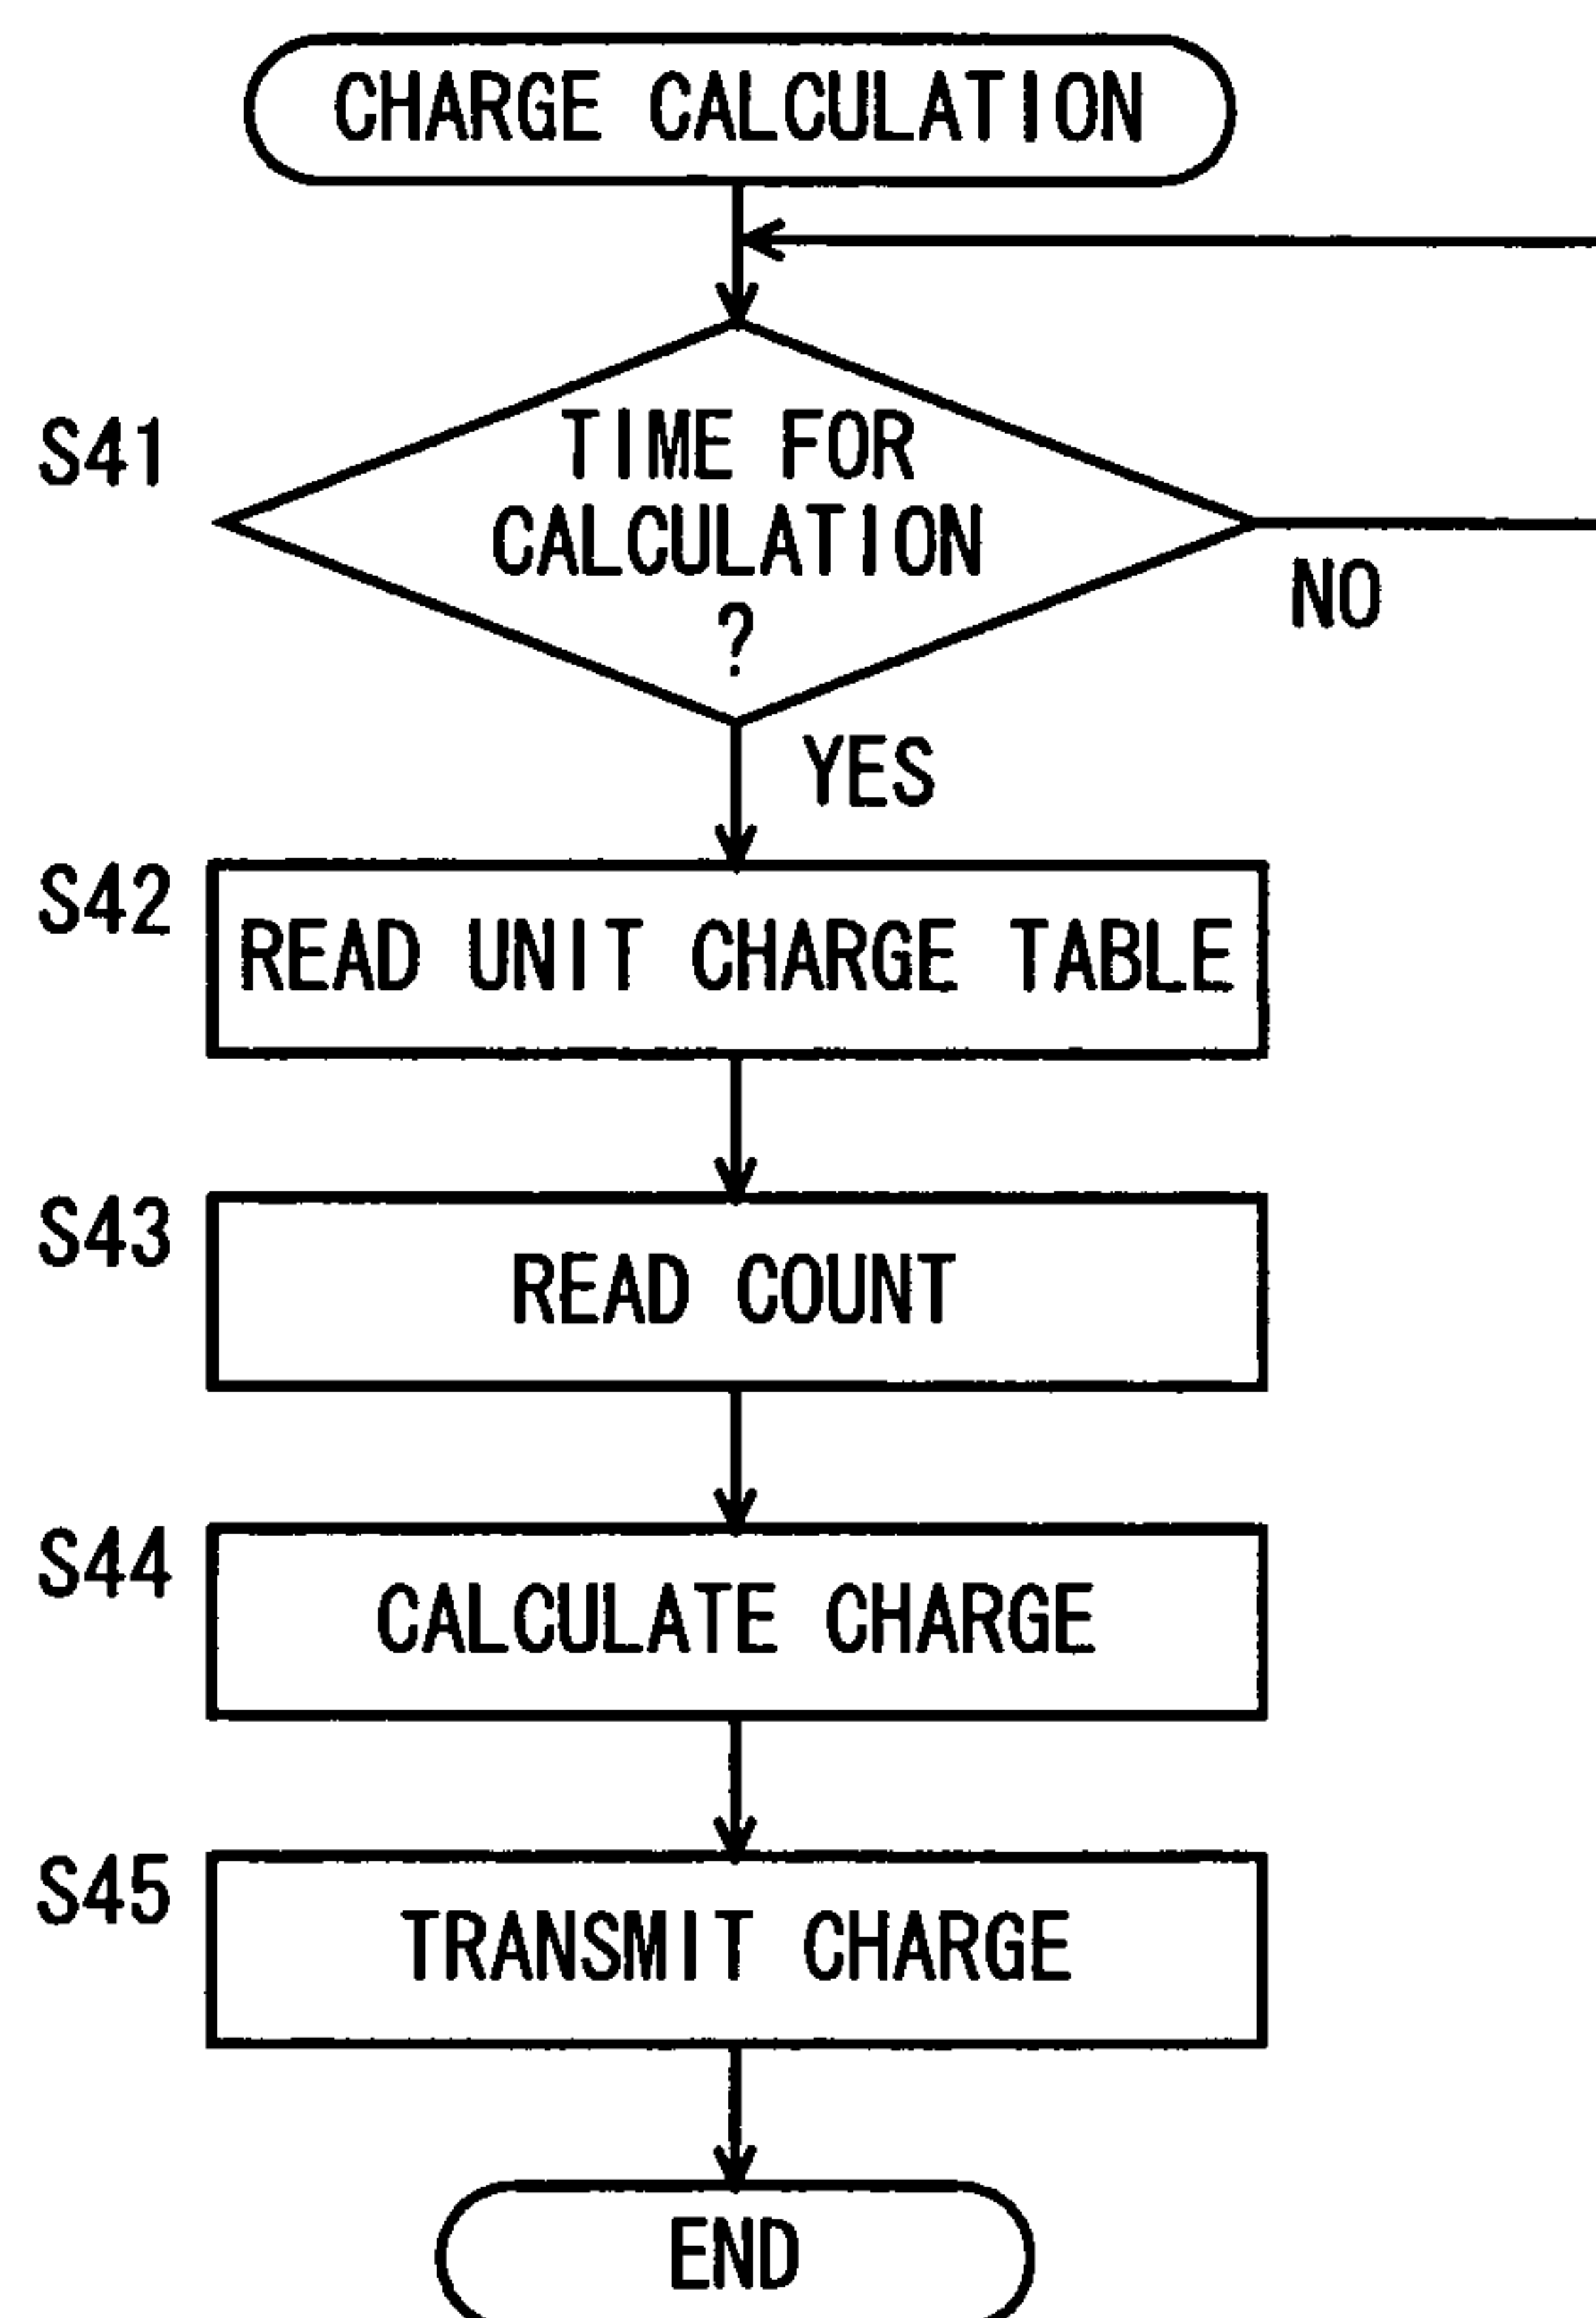 CHARGE CALCULATION
S41
TIME FOR
CALCULATION
?
NO
YES
S42
READ UNIT CHARGE TABLE
S43
READ COUNT
S44
CALCULATE CHARGE
S45
TRANSMIT CHARGE
END